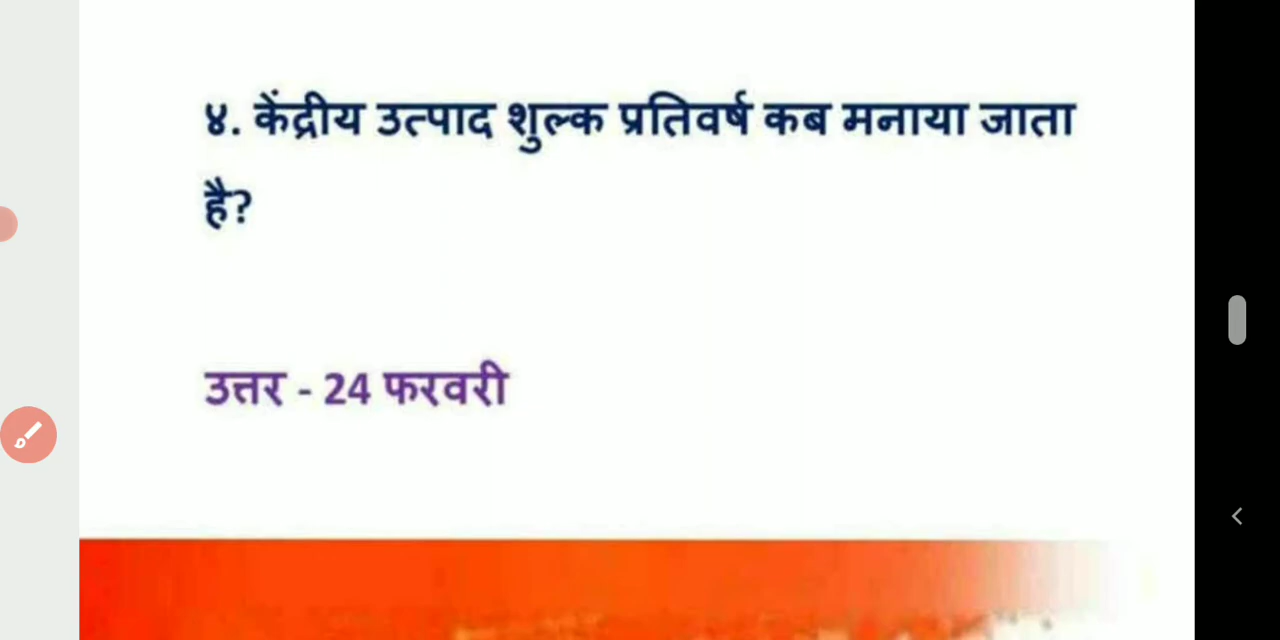 ४. केंद्रीय उत्पाद शुल्क प्रतिवर्ष कब मनाया जाता
है?
उत्तर - 24 फरवरी